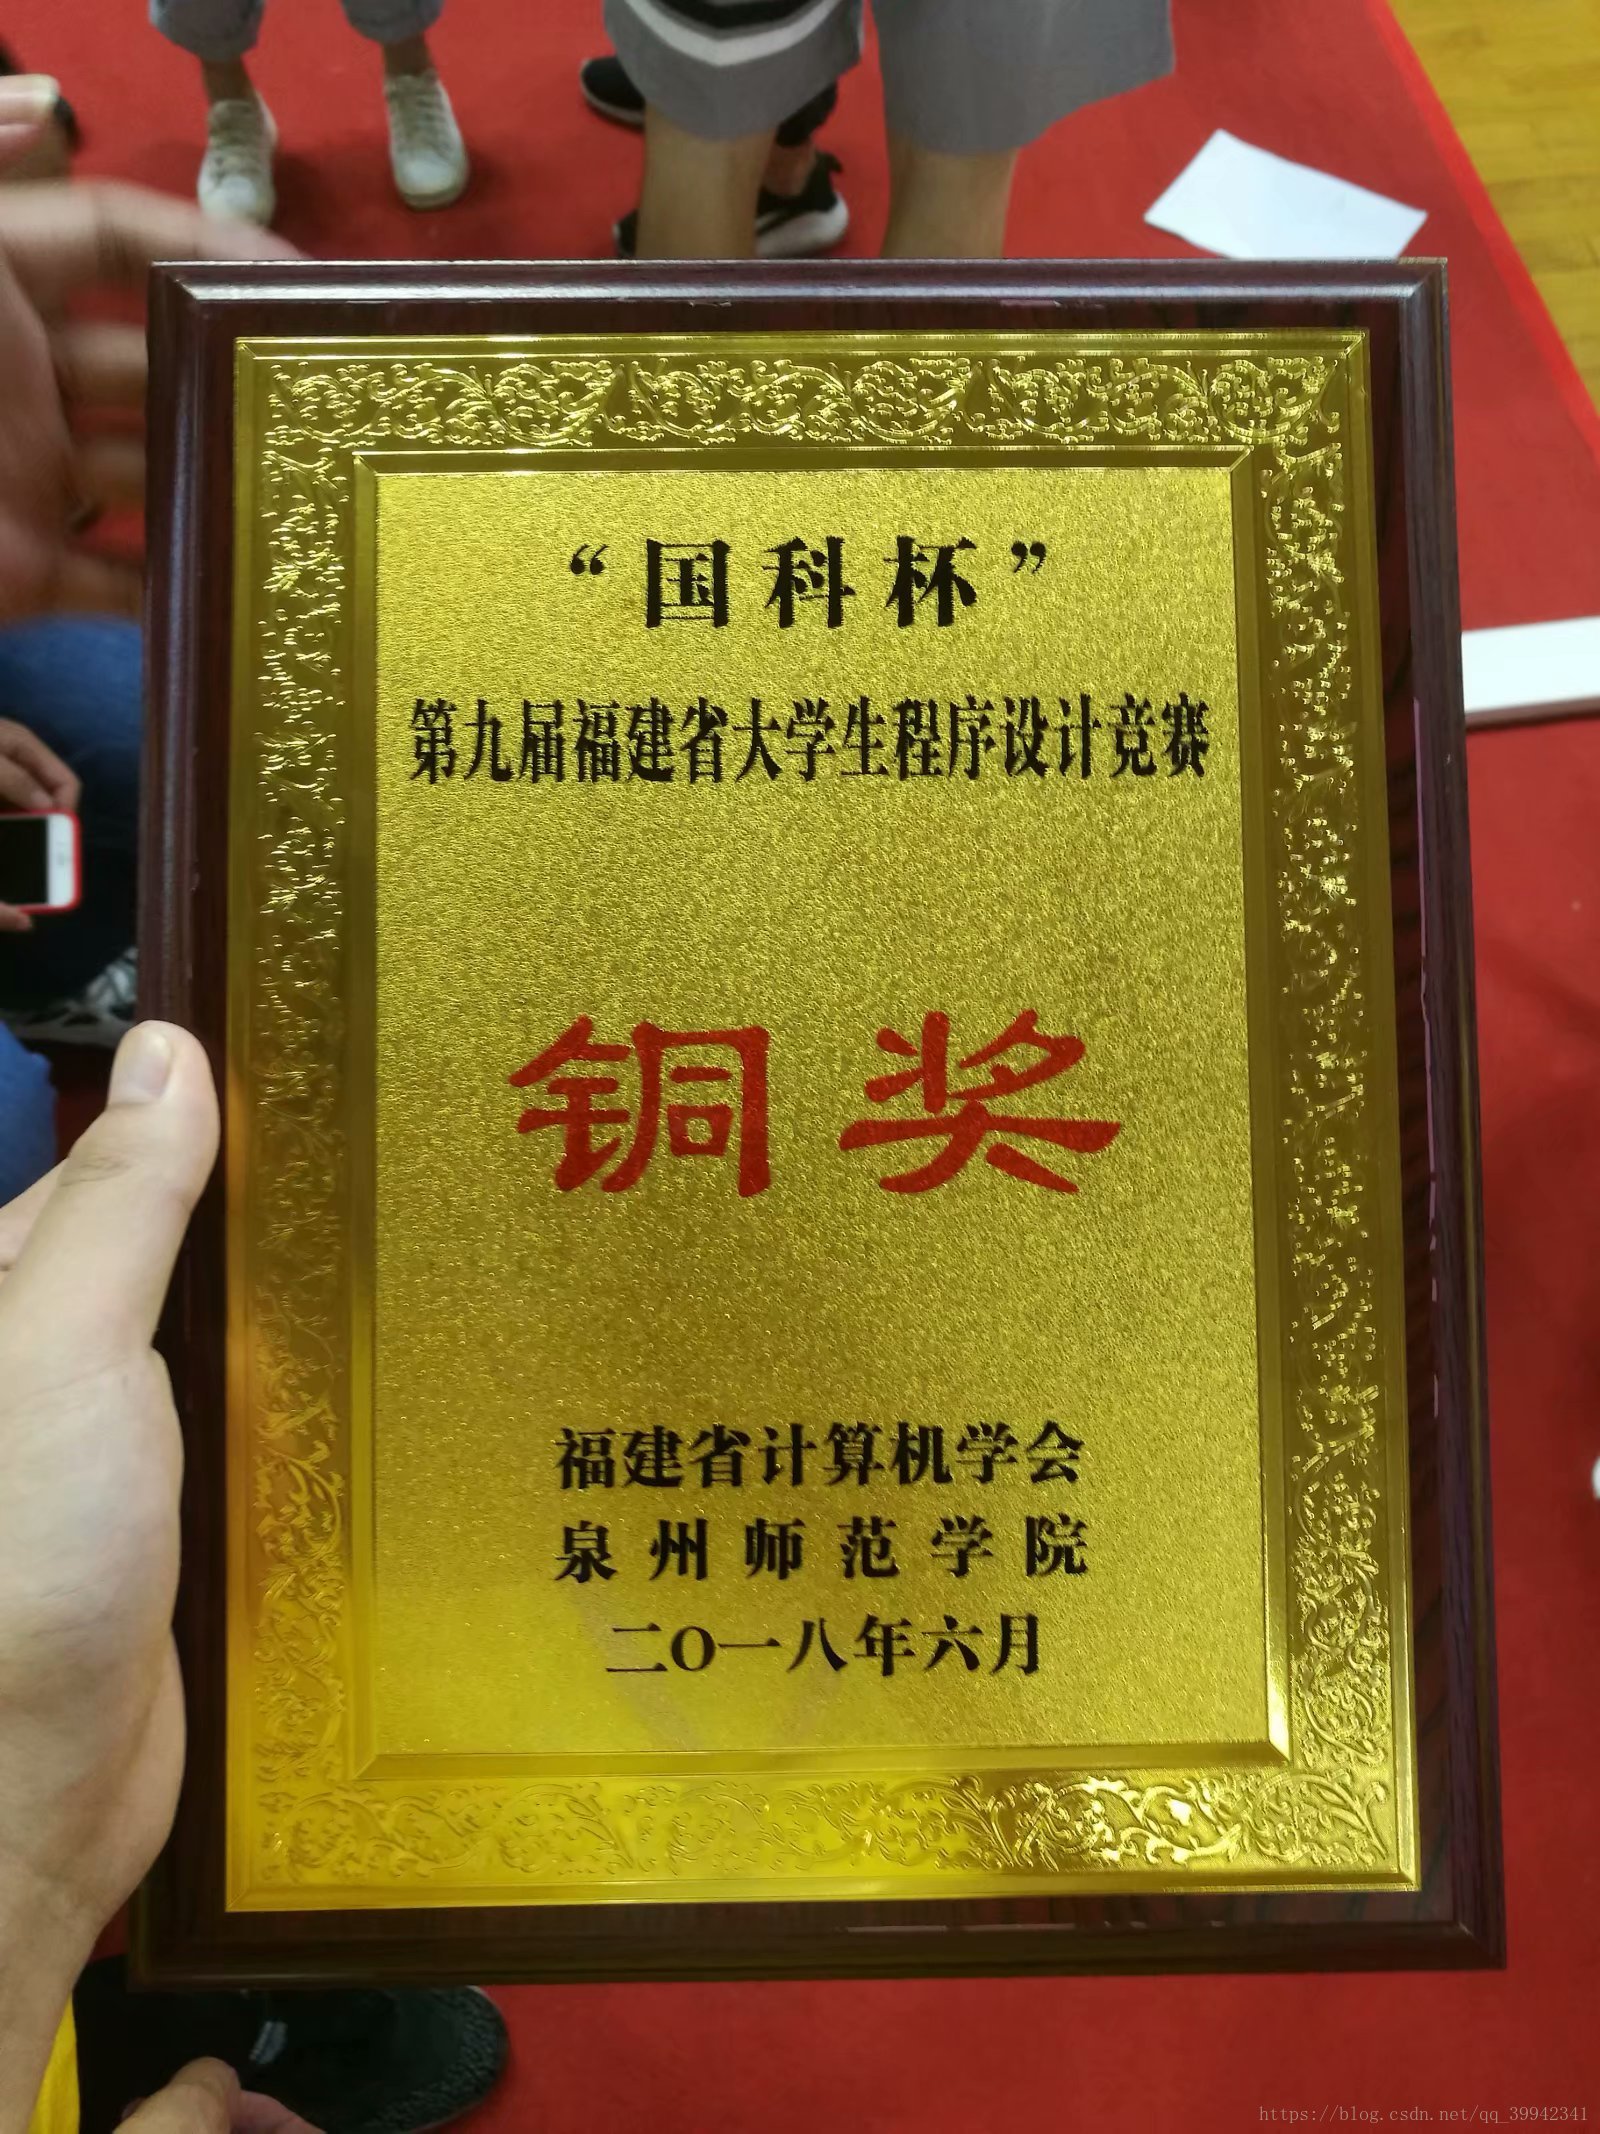 “国科杯”
第九届福建省大学生程序设计竞赛
铜奖
福建省计算机学会
泉州师范学院
二O一八年六月
https://blog.csdn.net/qq_39942341